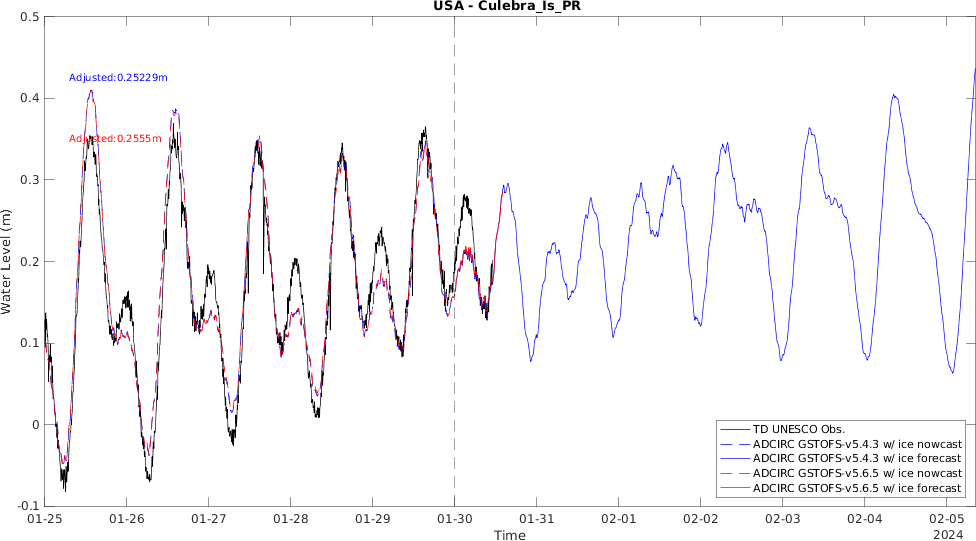 USA - Culebra_Is_PR
0.5
0.4
0.3
0.2
0.1
0
-0.1
Water Level (m)
Adjusted:0.25229m
Adjusted:0.2555m
TD UNESCO Obs.
ADCIRC GSTOFS-v5.4.3 w/ ice nowcast
ADCIRC GSTOFS-v5.4.3 w/ ice forecast
ADCIRC GSTOFS-v5.6.5 w/ ice nowcast
ADCIRC GSTOFS-v5.6.5 w/ ice forecast
01-25 01-26 01-27 01-28 01-29 01-30 01-31 02-01 02-02 02-03 02-04 02-05
Time
2024